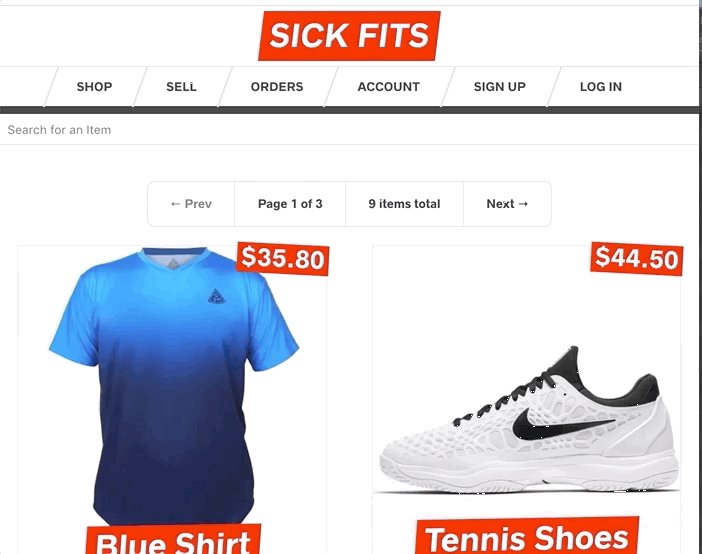 SICK FITS
SHOP SELL ORDERS ACCOUNT SIGN UP LOG IN
Search for an Item
← Prev Page 1 of 3 9 items total Next →
$35.80 $44.50
Blue Shirt Tennis Shoes